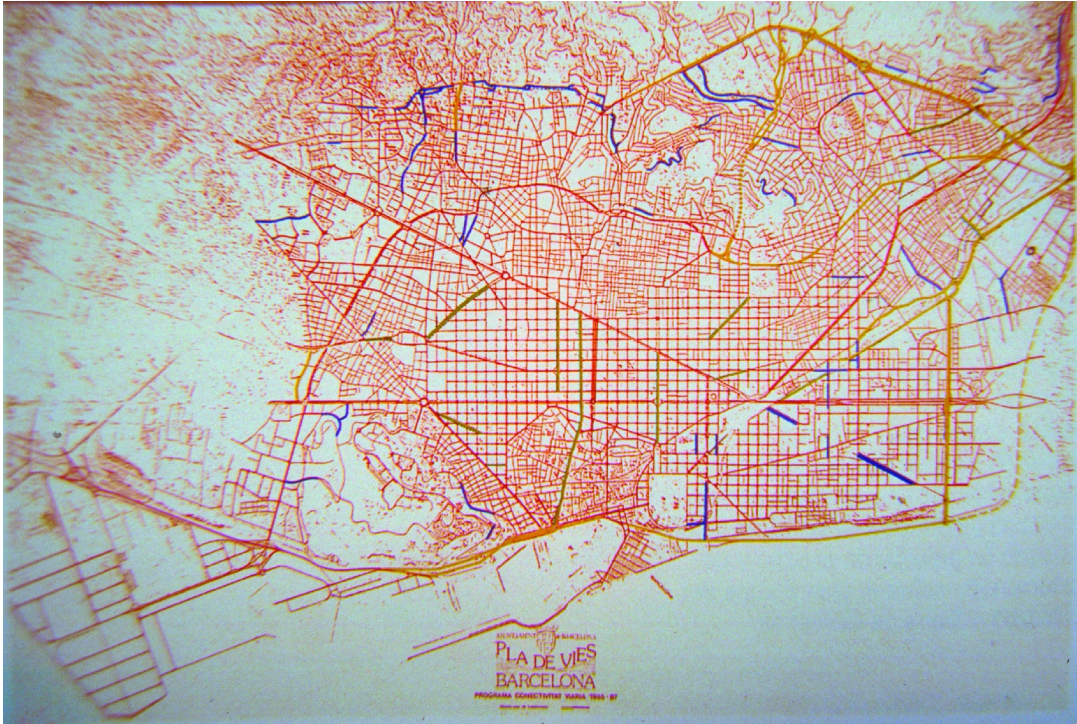 AJUNTAMENT DE BARCELONA
PLA DE VIES
BARCELONA
PROGRAMA CONECTIVITAT VIARIA 1985-87